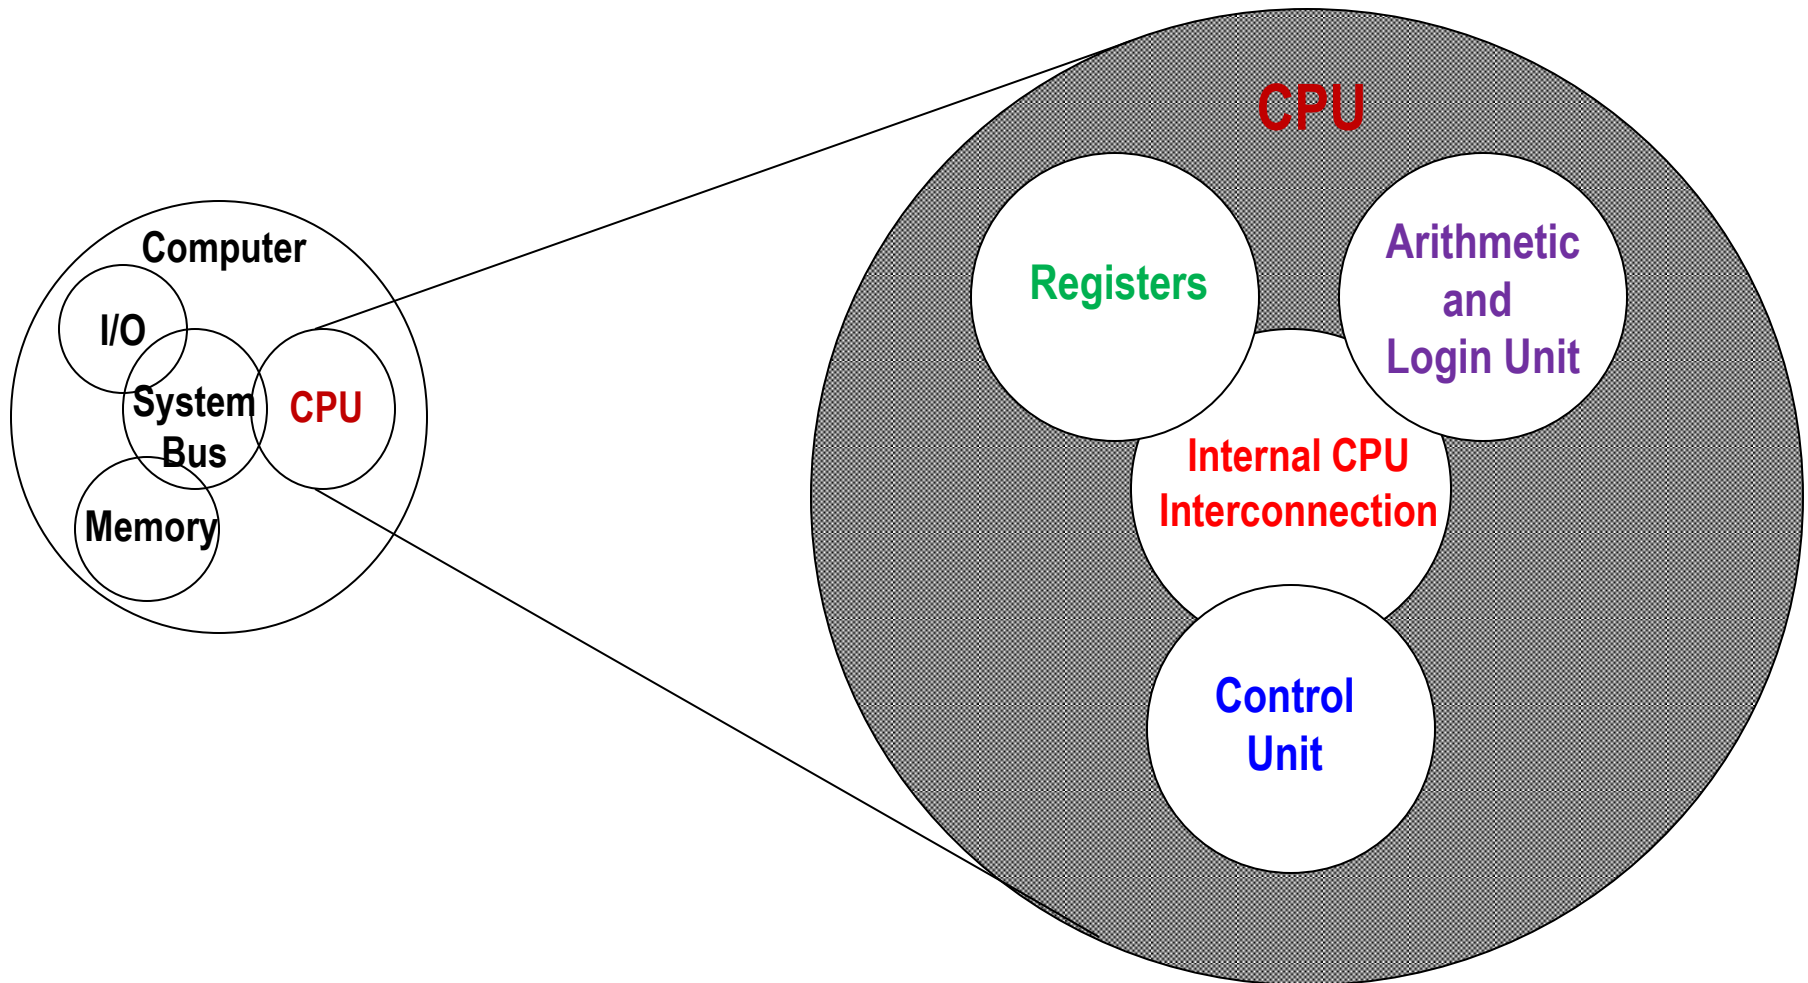 Computer
I/O
System
Bus
CPU
Memory
CPU
Registers
Arithmetic
and
Login Unit
Internal CPU
Interconnection
Control
Unit